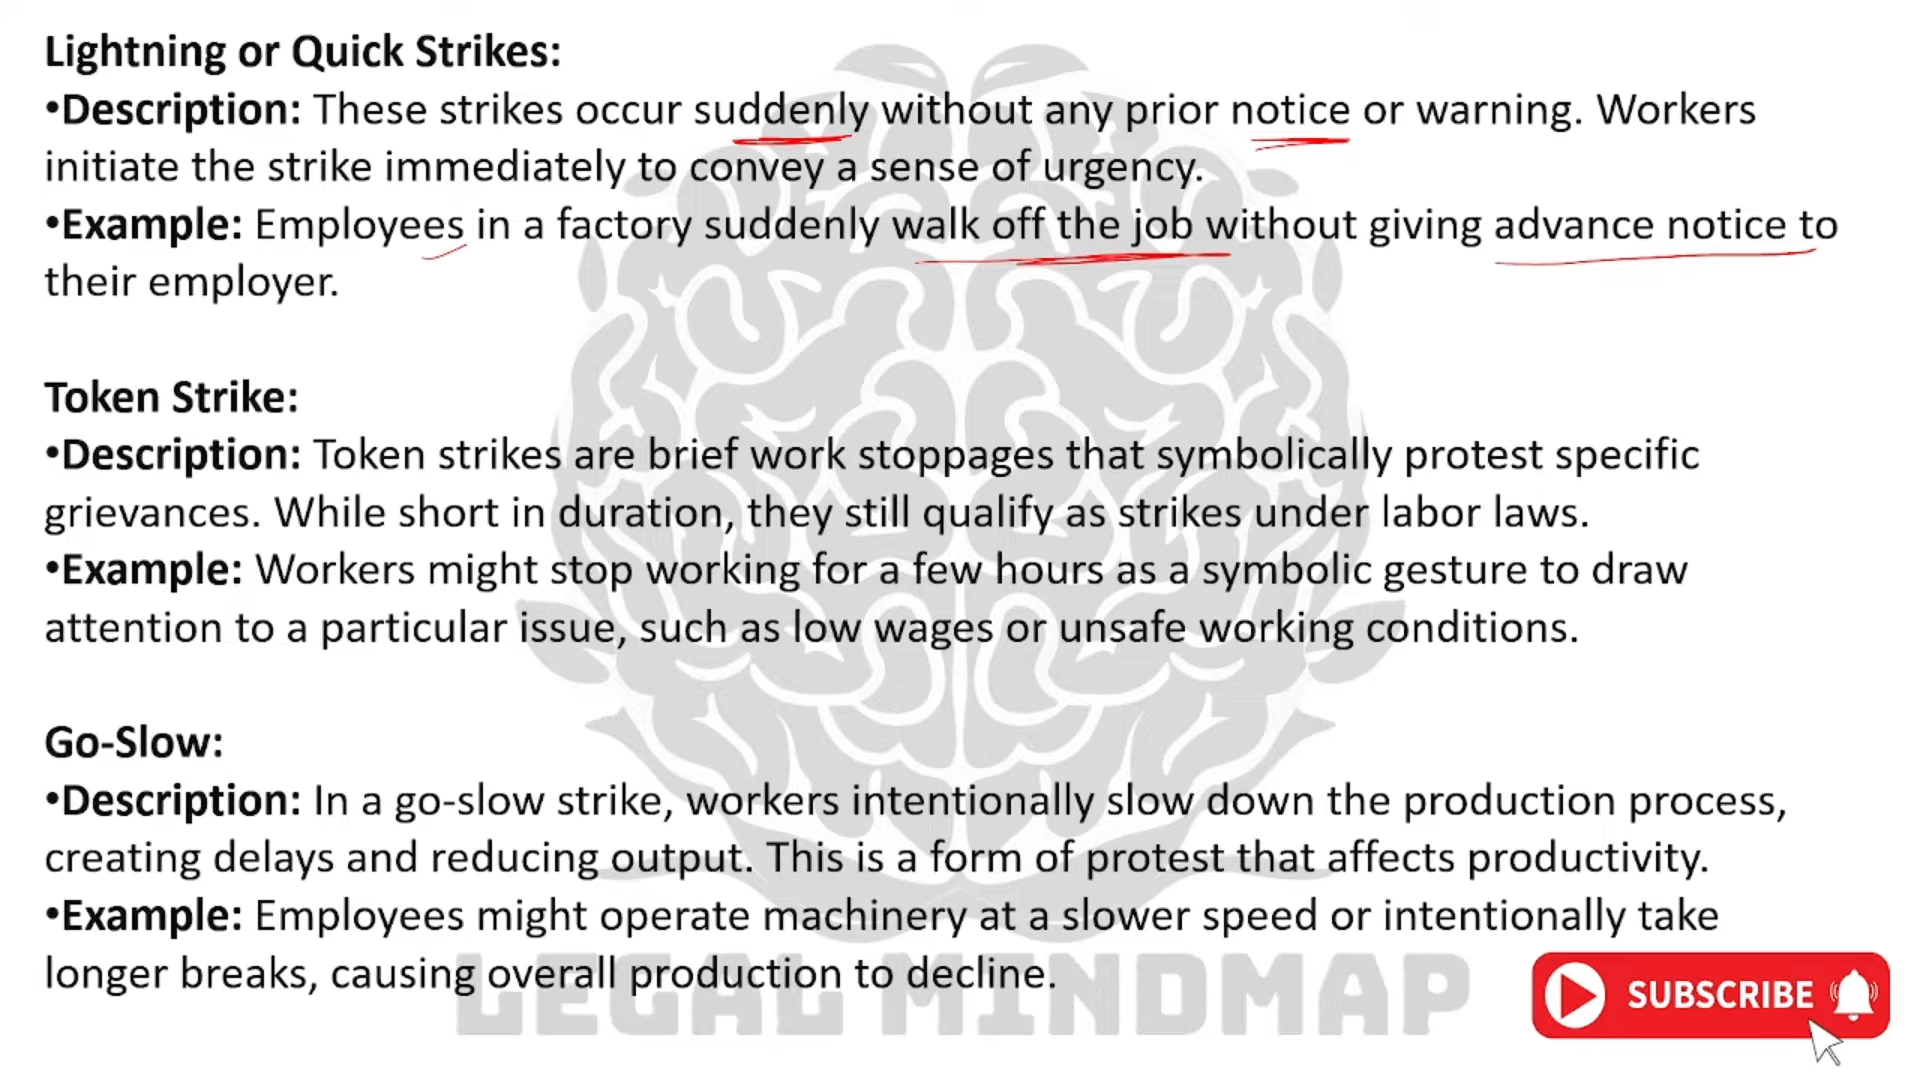 Lightning or Quick Strikes:
•Description: These strikes occur suddenly without any prior notice or warning. Workers
initiate the strike immediately to convey a sense of urgency.
•Example: Employees in a factory suddenly walk off the job without giving advance notice to
their employer.
Token Strike:
•Description: Token strikes are brief work stoppages that symbolically protest specific
grievances. While short in duration, they still qualify as strikes under labor laws.
•Example: Workers might stop working for a few hours as a symbolic gesture to draw
attention to a particular issue, such as low wages or unsafe working conditions.
Go-Slow:
•Description: In a go-slow strike, workers intentionally slow down the production process,
creating delays and reducing output. This is a form of protest that affects productivity.
•Example: Employees might operate machinery at a slower speed or intentionally take
longer breaks, causing overall production to decline.
LEGAL MINDMAP
SUBSCRIBE